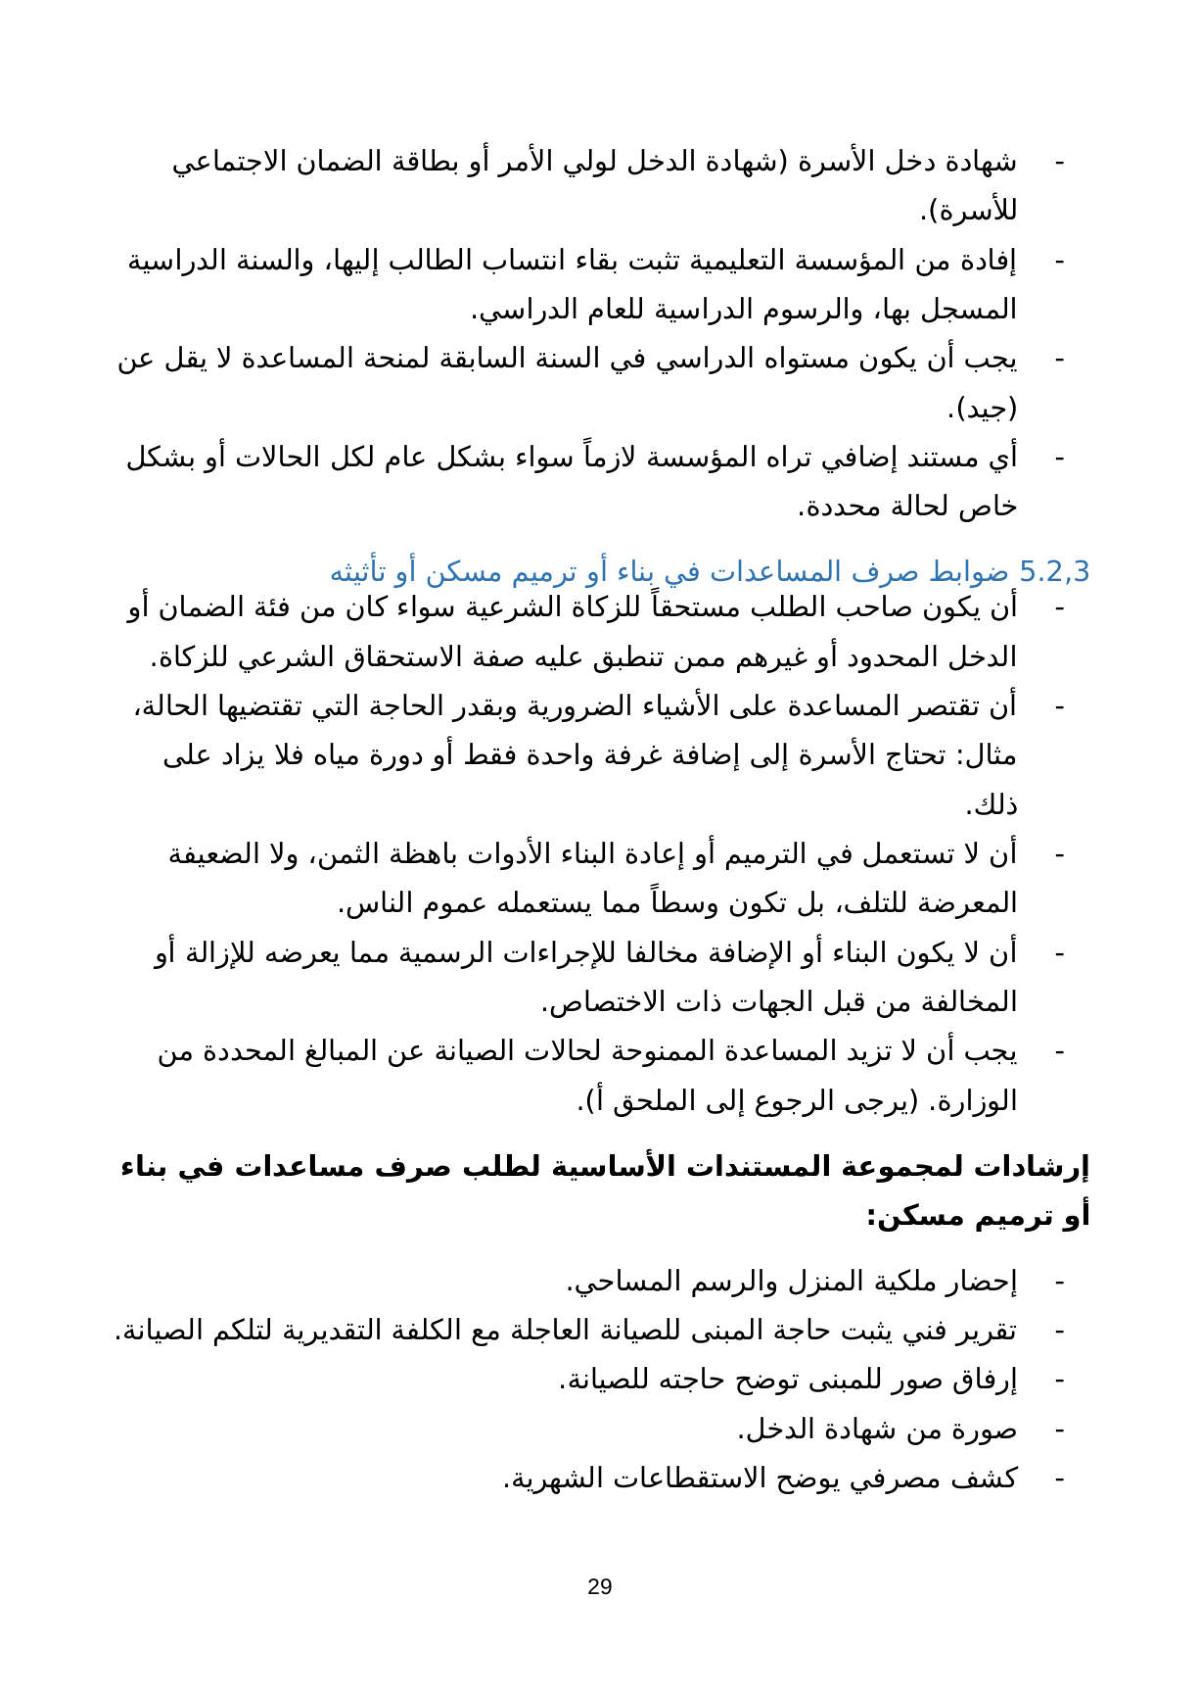 - شهادة دخل الأسرة (شهادة الدخل لولي الأمر أو بطاقة الضمان الاجتماعي
للأسرة).
- إفادة من المؤسسة التعليمية تثبت بقاء انتساب الطالب إليها، والسنة الدراسية
المسجل بها، والرسوم الدراسية للعام الدراسي.
- يجب أن يكون مستواه الدراسي في السنة السابقة لمنحة المساعدة لا يقل عن
(جيد).
- أي مستند إضافي تراه المؤسسة لازماً سواء بشكل عام لكل الحالات أو بشكل
خاص لحالة محددة.
5.2,3 ضوابط صرف المساعدات في بناء أو ترميم مسكن أو تأثيثه
- أن يكون صاحب الطلب مستحقاً للزكاة الشرعية سواء كان من فئة الضمان أو
الدخل المحدود أو غيرهم ممن تنطبق عليه صفة الاستحقاق الشرعي للزكاة.
- أن تقتصر المساعدة على الأشياء الضرورية وبقدر الحاجة التي تقتضيها الحالة،
مثال: تحتاج الأسرة إلى إضافة غرفة واحدة فقط أو دورة مياه فلا يزاد على
ذلك.
- أن لا تستعمل في الترميم أو إعادة البناء الأدوات باهظة الثمن، ولا الضعيفة
المعرضة للتلف، بل تكون وسطاً مما يستعمله عموم الناس.
- أن لا يكون البناء أو الإضافة مخالفا للإجراءات الرسمية مما يعرضه للإزالة أو
المخالفة من قبل الجهات ذات الاختصاص.
- يجب أن لا تزيد المساعدة الممنوحة لحالات الصيانة عن المبالغ المحددة من
الوزارة. (يرجى الرجوع إلى الملحق أ).
إرشادات لمجموعة المستندات الأساسية لطلب صرف مساعدات في بناء
أو ترميم مسكن:
- إحضار ملكية المنزل والرسم المساحي.
- تقرير فني يثبت حاجة المبنى للصيانة العاجلة مع الكلفة التقديرية لتلكم الصيانة.
- إرفاق صور للمبنى توضح حاجته للصيانة.
- صورة من شهادة الدخل.
- كشف مصرفي يوضح الاستقطاعات الشهرية.
29